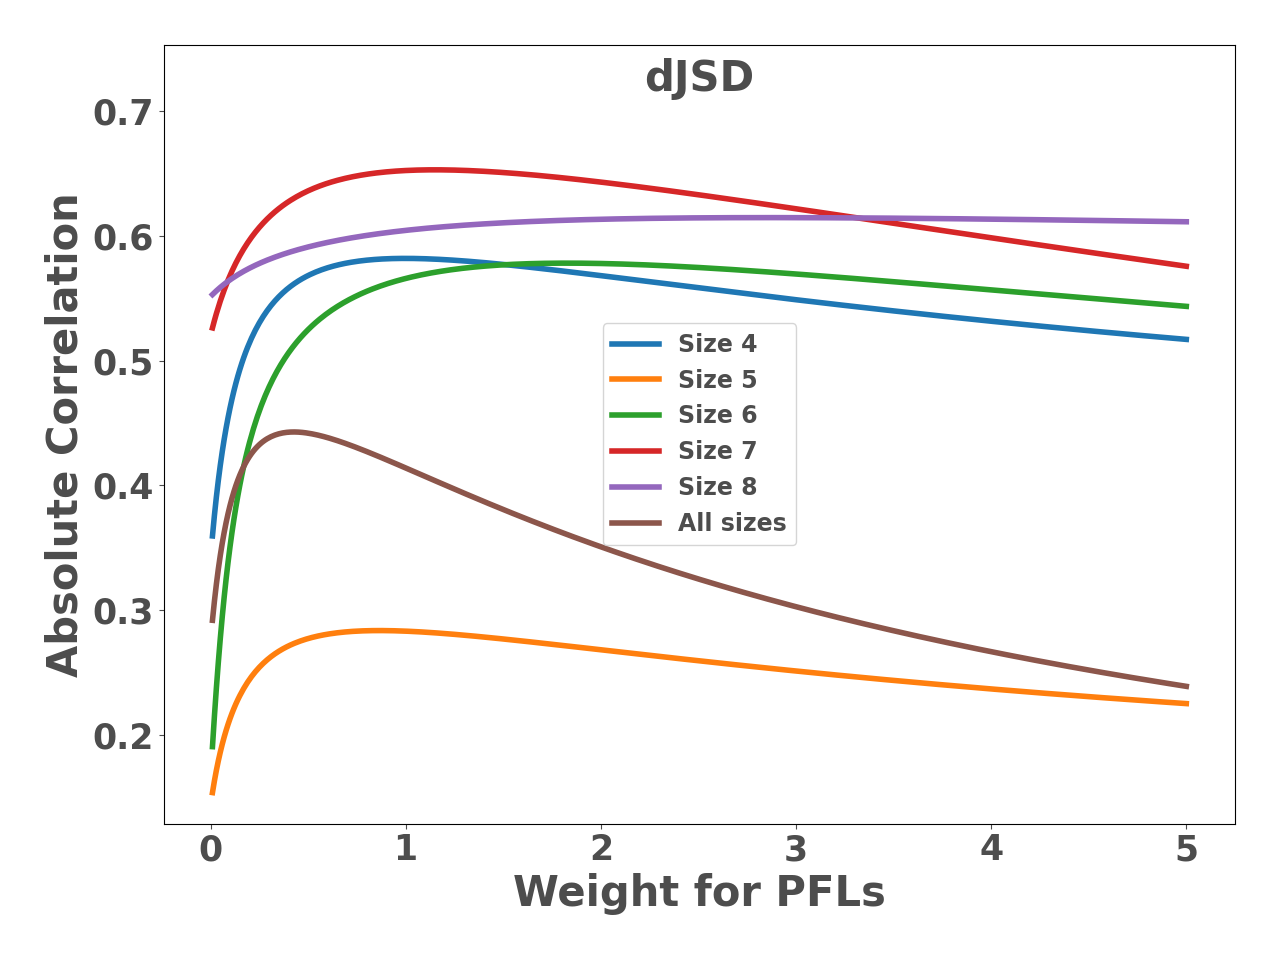 dJSD
Absolute Correlation
0.7
0.6
0.5
0.4
0.3
0.2
Size 4
Size 5
Size 6
Size 7
Size 8
All sizes
0 1 2 3 4 5
Weight for PFLs